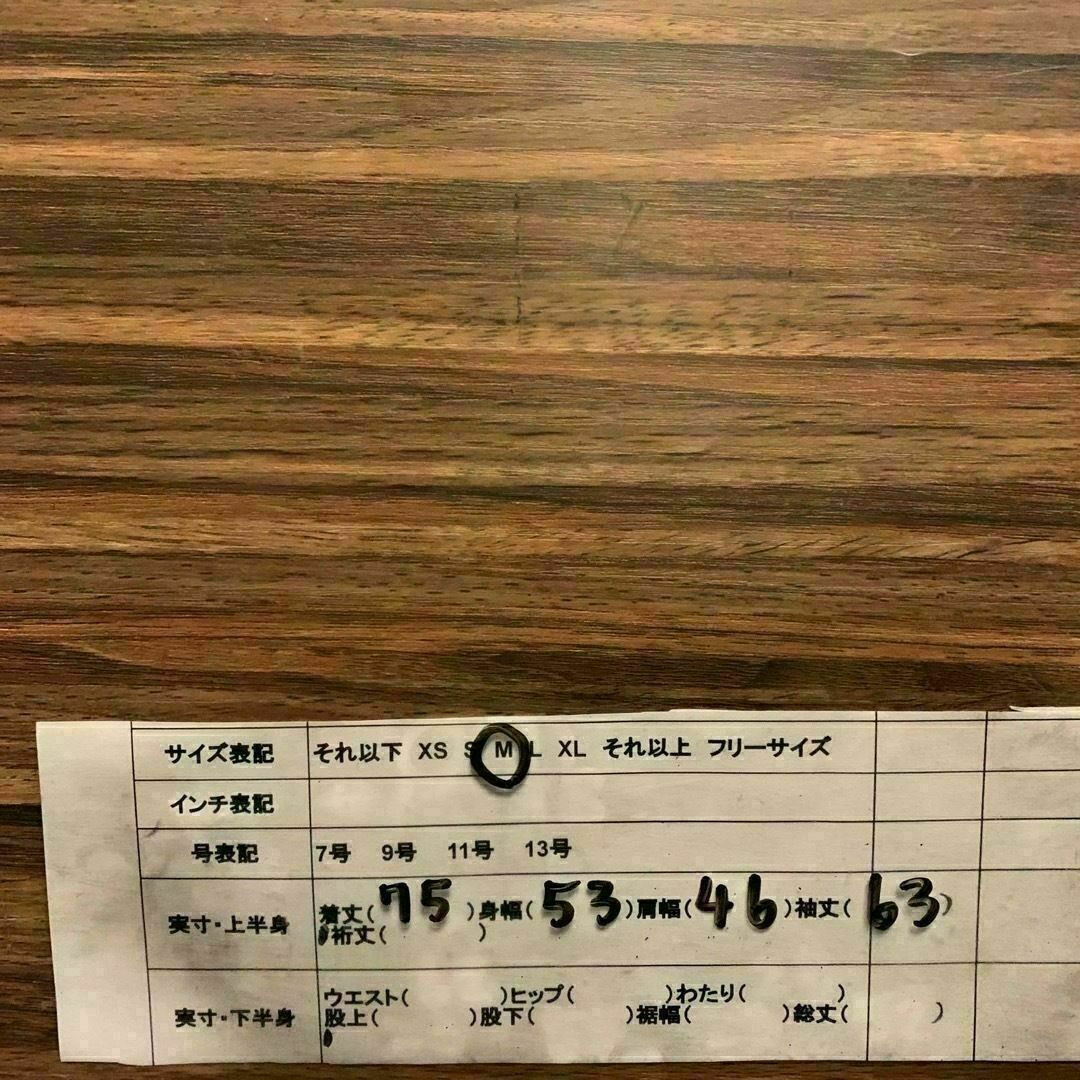 サイズ表記 それ以下 XS S M L XL それ以上 フリーサイズ
インチ表記
号表記 7号 9号 11号 13号
実寸・上半身 着丈(75)身幅(53)肩幅(46)袖丈(63)
裄丈( )
実寸・下半身 ウエスト( )ヒップ( )わたり( )
股上( )股下( )裾幅( )総丈( )